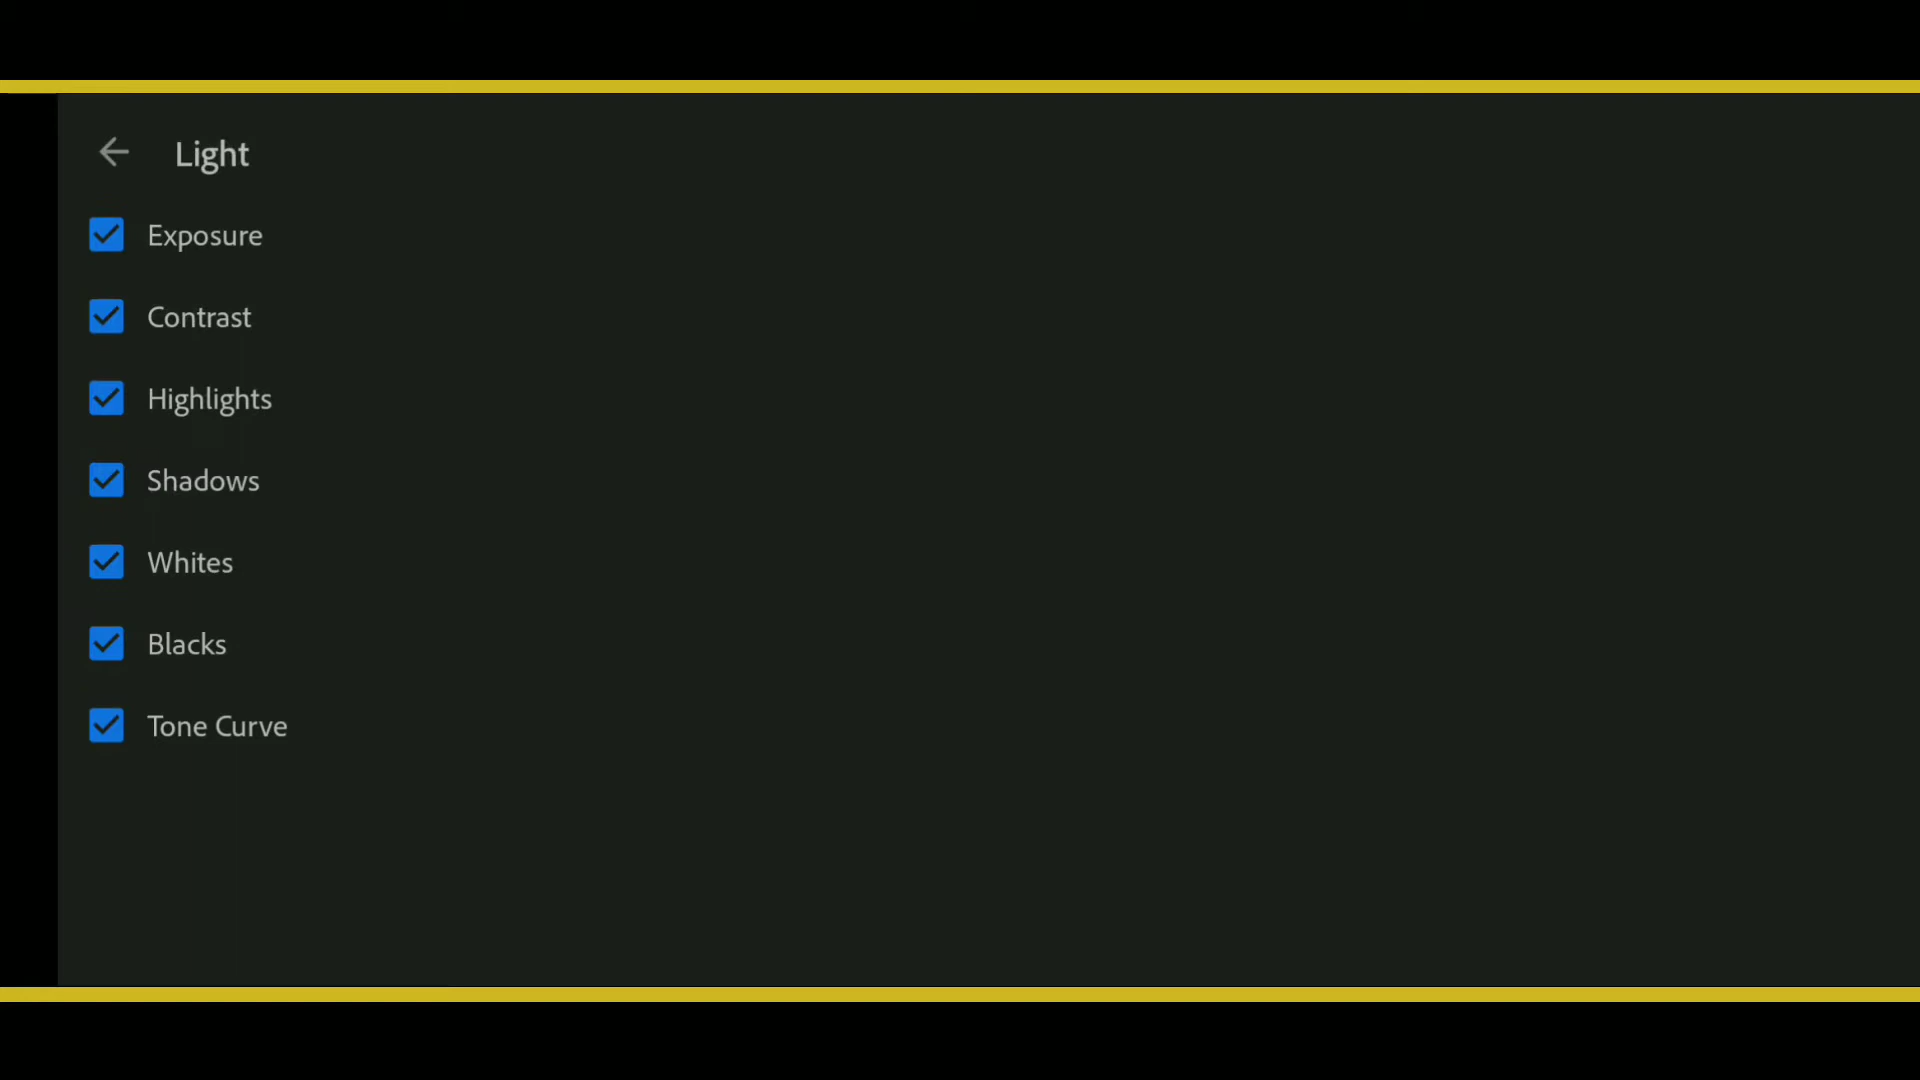 Light
Exposure
Contrast
Highlights
Shadows
Whites
Blacks
Tone Curve